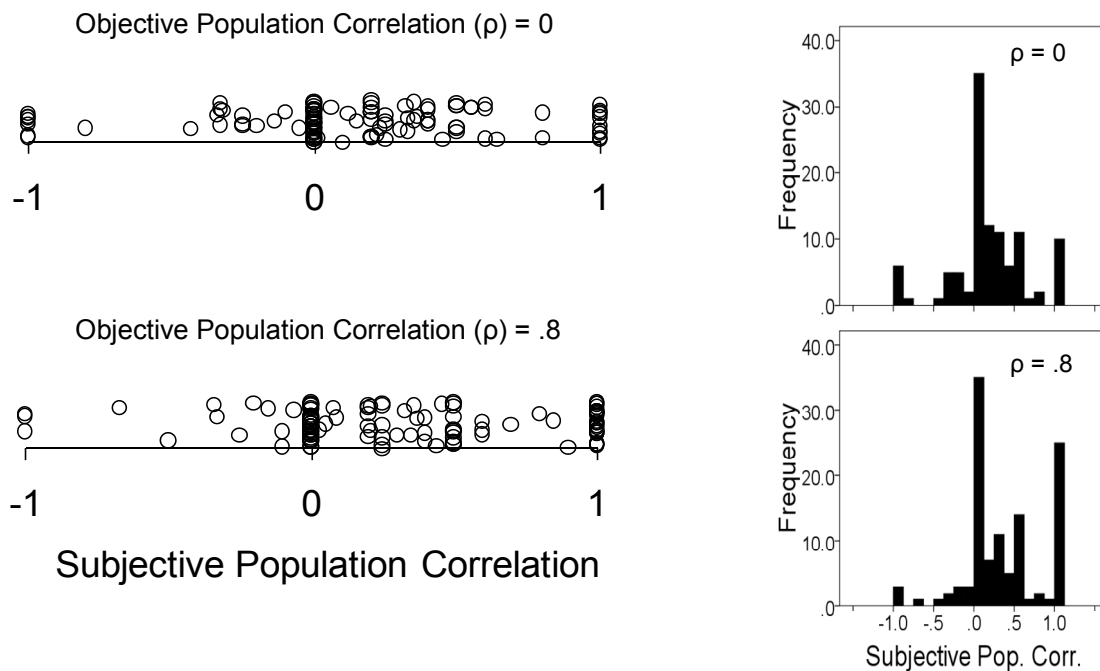 Objective Population Correlation (ρ) = 0
-1 0 1
Objective Population Correlation (ρ) = .8
-1 0 1
Subjective Population Correlation
ρ = 0
40.0
30.0
20.0
10.0
.0
Frequency
ρ = .8
40.0
30.0
20.0
10.0
.0
Frequency
-1.0 -.5 .0 .5 1.0
Subjective Pop. Corr.